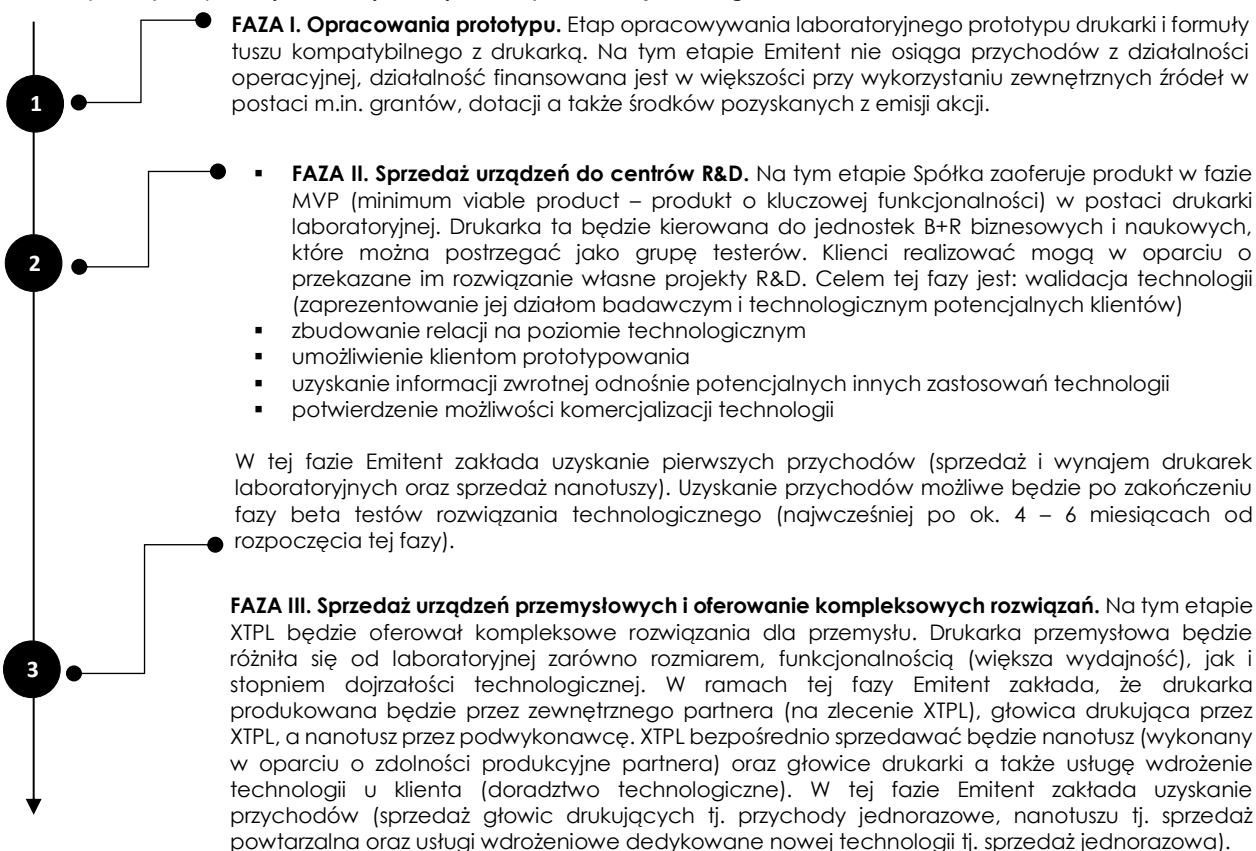 FAZA I. Opracowania prototypu. Etap opracowywania laboratoryjnego prototypu drukarki i formuły
tuszu kompatybilnego z drukarką. Na tym etapie Emitent nie osiąga przychodów z działalności
operacyjnej, działalność finansowana jest w większości przy wykorzystaniu zewnętrznych źródeł w
postaci m.in. grantów, dotacji a także środków pozyskanych z emisji akcji.
1
▪ FAZA II. Sprzedaż urządzeń do centrów R&D. Na tym etapie Spółka zaoferuje produkt w fazie
MVP (minimum viable product – produkt o kluczowej funkcjonalności) w postaci drukarki
laboratoryjnej. Drukarka ta będzie kierowana do jednostek B+R biznesowych i naukowych,
które można postrzegać jako grupę testerów. Klienci realizować mogą w oparciu o
przekazane im rozwiązanie własne projekty R&D. Celem tej fazy jest: walidacja technologii
(zaprezentowanie jej działom badawczym i technologicznym potencjalnych klientów)
2
▪ zbudowanie relacji na poziomie technologicznym
▪ umożliwienie klientom prototypowania
▪ uzyskanie informacji zwrotnej odnośnie potencjalnych innych zastosowań technologii
▪ potwierdzenie możliwości komercjalizacji technologii
W tej fazie Emitent zakłada uzyskanie pierwszych przychodów (sprzedaż i wynajem drukarek
laboratoryjnych oraz sprzedaż nanotuszy). Uzyskanie przychodów możliwe będzie po zakończeniu
fazy beta testów rozwiązania technologicznego (najwcześniej po ok. 4 – 6 miesiącach od
rozpoczęcia tej fazy).
FAZA III. Sprzedaż urządzeń przemysłowych i oferowanie kompleksowych rozwiązań. Na tym etapie
XTPL będzie oferował kompleksowe rozwiązania dla przemysłu. Drukarka przemysłowa będzie
różniła się od laboratoryjnej zarówno rozmiarem, funkcjonalnością (większa wydajność), jak i
stopniem dojrzałości technologicznej. W ramach tej fazy Emitent zakłada, że drukarka
produkowana będzie przez zewnętrznego partnera (na zlecenie XTPL), głowica drukująca przez
XTPL, a nanotusz przez podwykonawcę. XTPL bezpośrednio sprzedawać będzie nanotusz (wykonany
w oparciu o zdolności produkcyjne partnera) oraz głowice drukarki a także usługę wdrożenie
technologii u klienta (doradztwo technologiczne). W tej fazie Emitent zakłada uzyskanie
przychodów (sprzedaż głowic drukujących tj. przychody jednorazowe, nanotuszu tj. sprzedaż
powtarzalna oraz usługi wdrożeniowe dedykowane nowej technologii tj. sprzedaż jednorazowa).
3